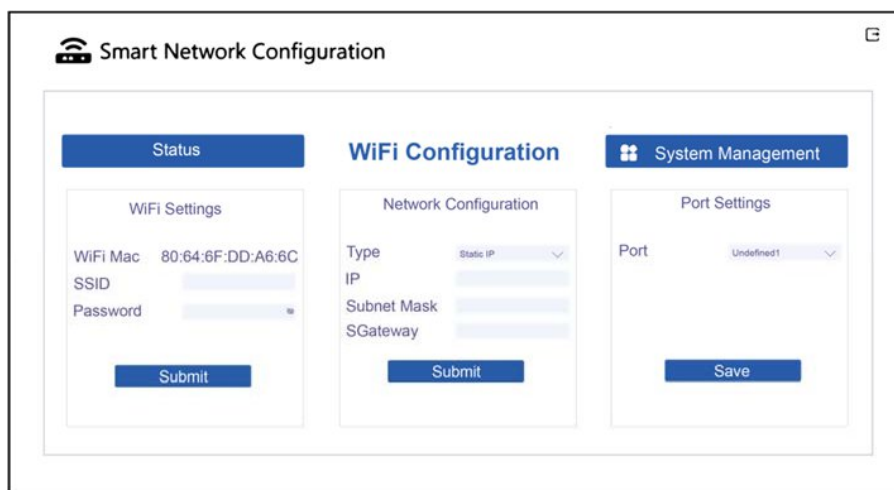 Smart Network Configuration
Status
WiFi Configuration
System Management
WiFi Settings
WiFi Mac 80:64:6F:DD:A6:6C
SSID
Password
Submit
Network Configuration
Type Static IP
IP
Subnet Mask
SGateway
Submit
Port Settings
Port Undefined1
Save